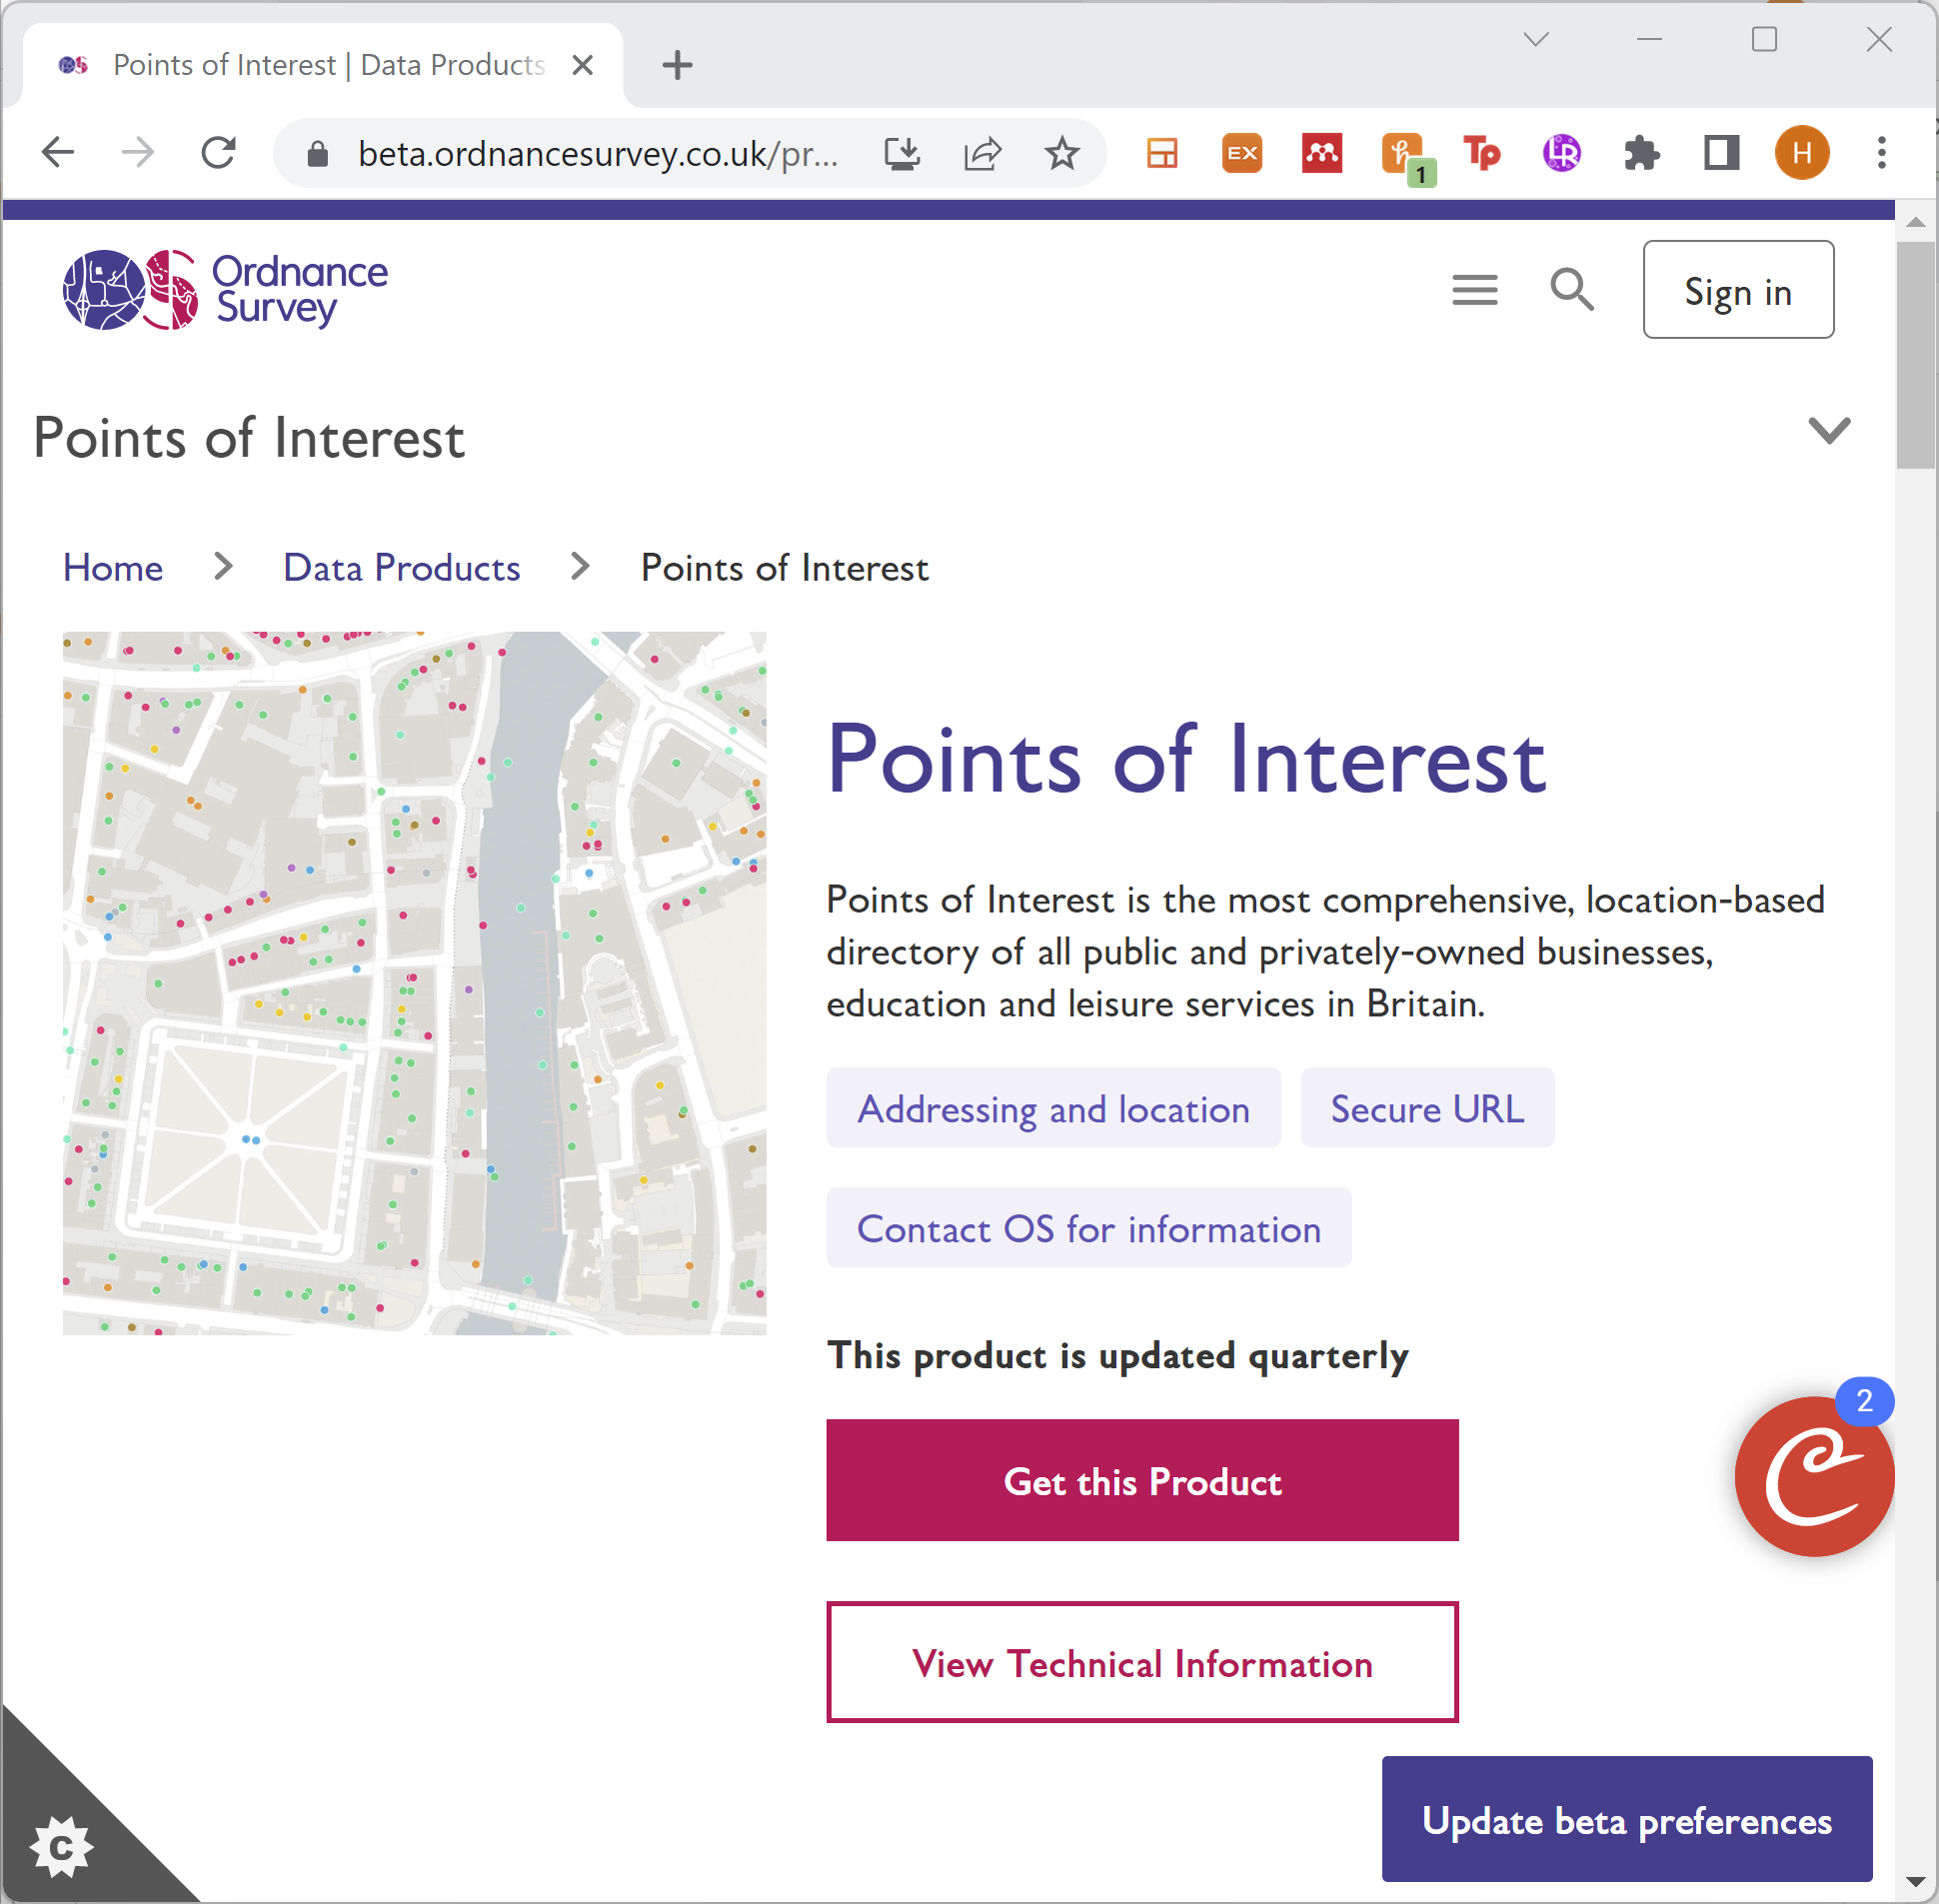 Points of Interest | Data Products
beta.ordnancesurvey.co.uk/pr...
EX
1
Tp
LR
H
OS
Ordnance
Survey
Sign in
Points of Interest
Home
Data Products
Points of Interest
Points of Interest
Points of Interest is the most comprehensive, location-based
directory of all public and privately-owned businesses,
education and leisure services in Britain.
Addressing and location
Secure URL
Contact OS for information
This product is updated quarterly
Get this Product
2
C
View Technical Information
Update beta preferences
C